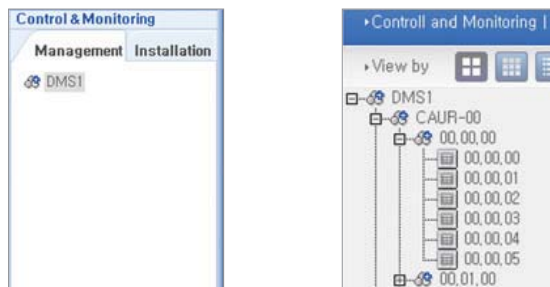 Control & Monitoring
Management Installation
DMS1
Controll and Monitoring |
View by
DMS1
CAUR-00
00,00,00
00,00,00
00,00,01
00,00,02
00,00,03
00,00,04
00,00,05
00,01,00